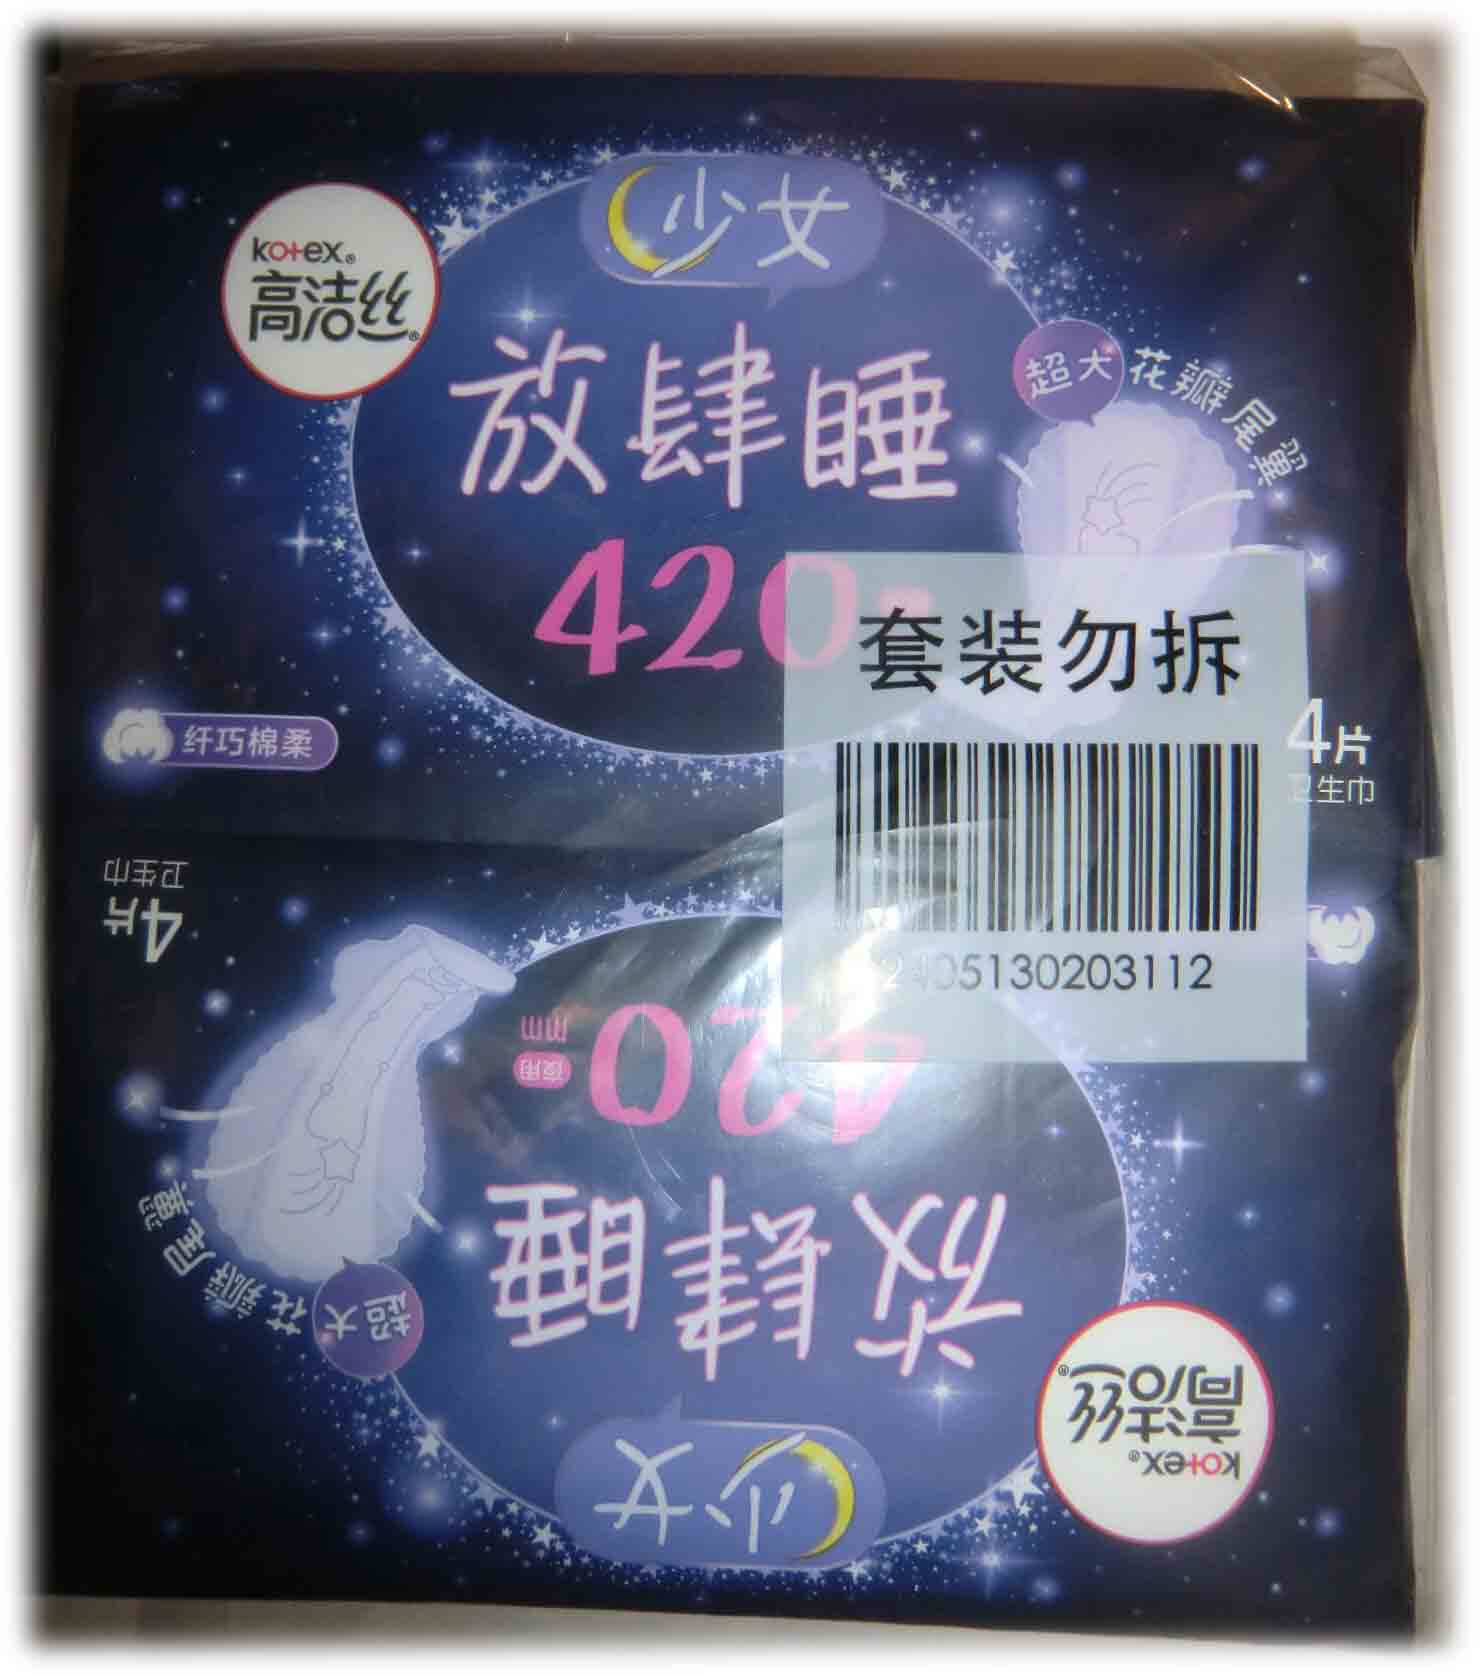 少女
kotex®
高洁丝®
放肆睡
超大
花瓣尾翼
420
套装勿拆
纤巧棉柔
4片
卫生巾
05130203112
4片
卫生巾
420
mm
夜用
放肆睡
超大
花瓣尾翼
少女
kotex®
高洁丝®